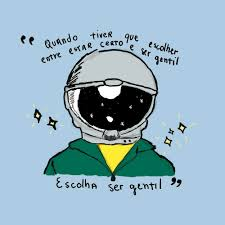 "Quando tiver que escolher
entre estar certo e ser gentil
Escolha ser gentil"